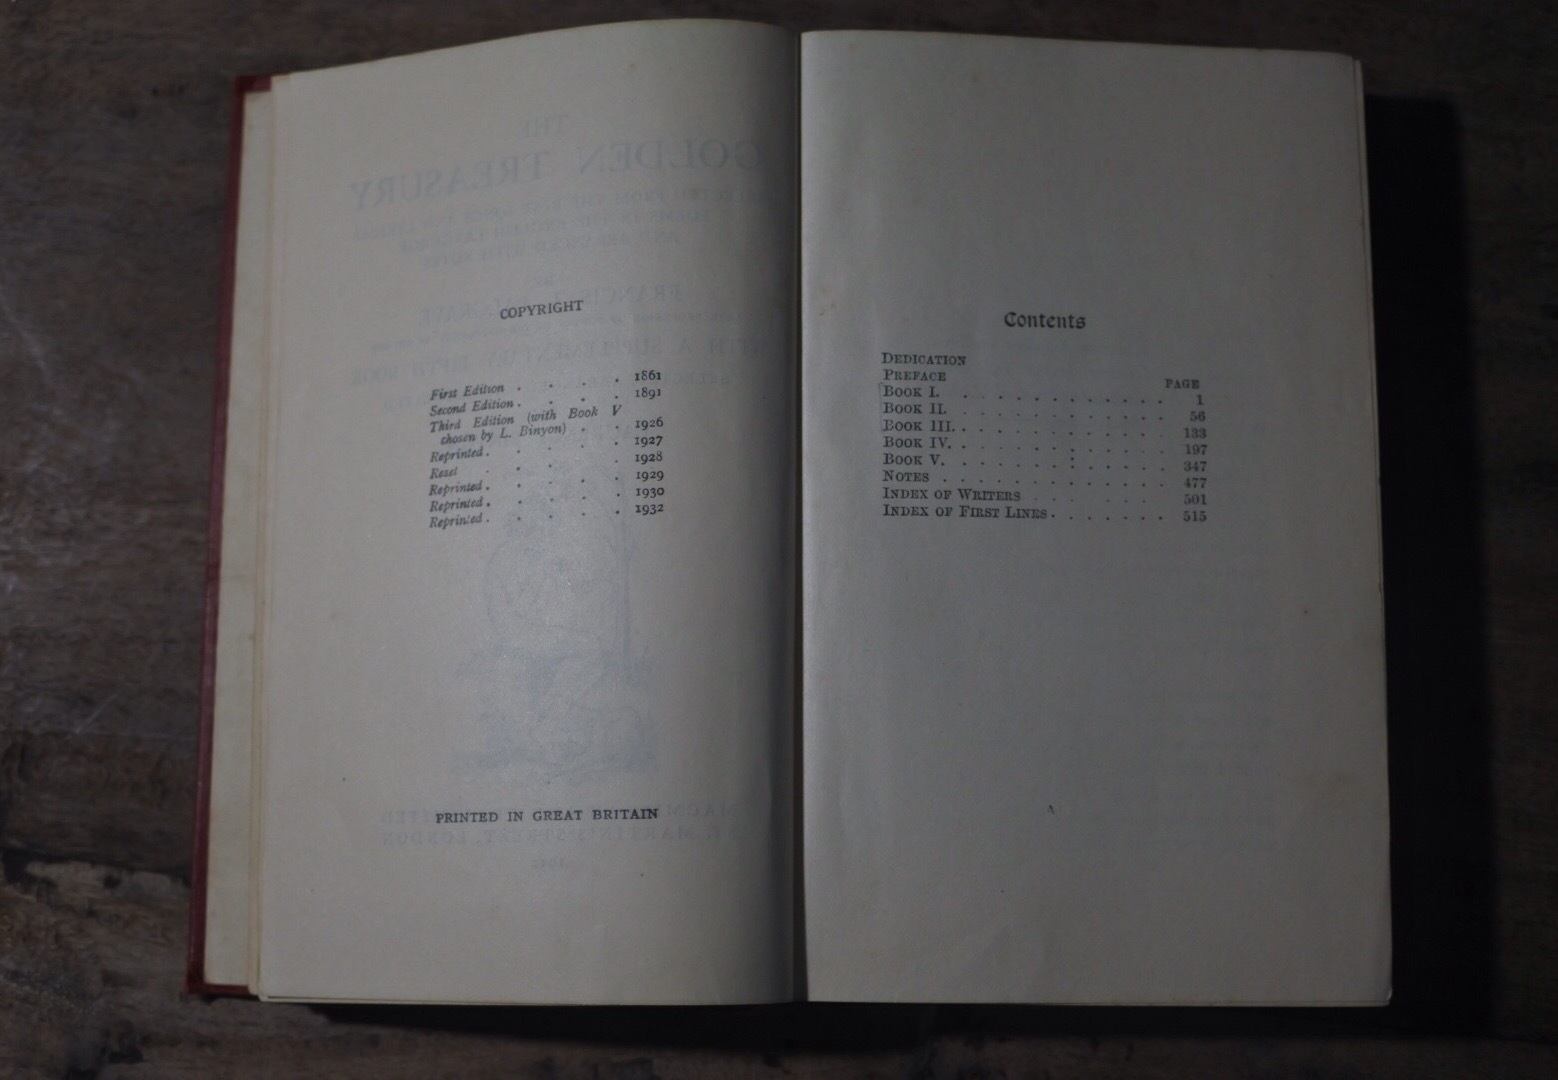 COPYRIGHT
First Edition . . . . 1861
Second Edition . . . . 1891
Third Edition (with Book V
chosen by L. Binyon) . . 1926
Reprinted . . . . . 1927
Reset . . . . . 1928
Reprinted . . . . . 1929
Reprinted . . . . . 1930
Reprinted . . . . . 1932
PRINTED IN GREAT BRITAIN
Contents
DEDICATION
PREFACE
PAGE
BOOK I. . . . . . . . . . . . 1
BOOK II. . . . . . . . . . . . 56
BOOK III. . . . . . . . . . . . 133
BOOK IV. . . . . . . . . . . . 197
BOOK V. . . . . . . . . . . . 347
NOTES . . . . . . . . . . . . 477
INDEX OF WRITERS . . . . . . . 501
INDEX OF FIRST LINES . . . . . . . 515
THE
GOLDEN TREASURY